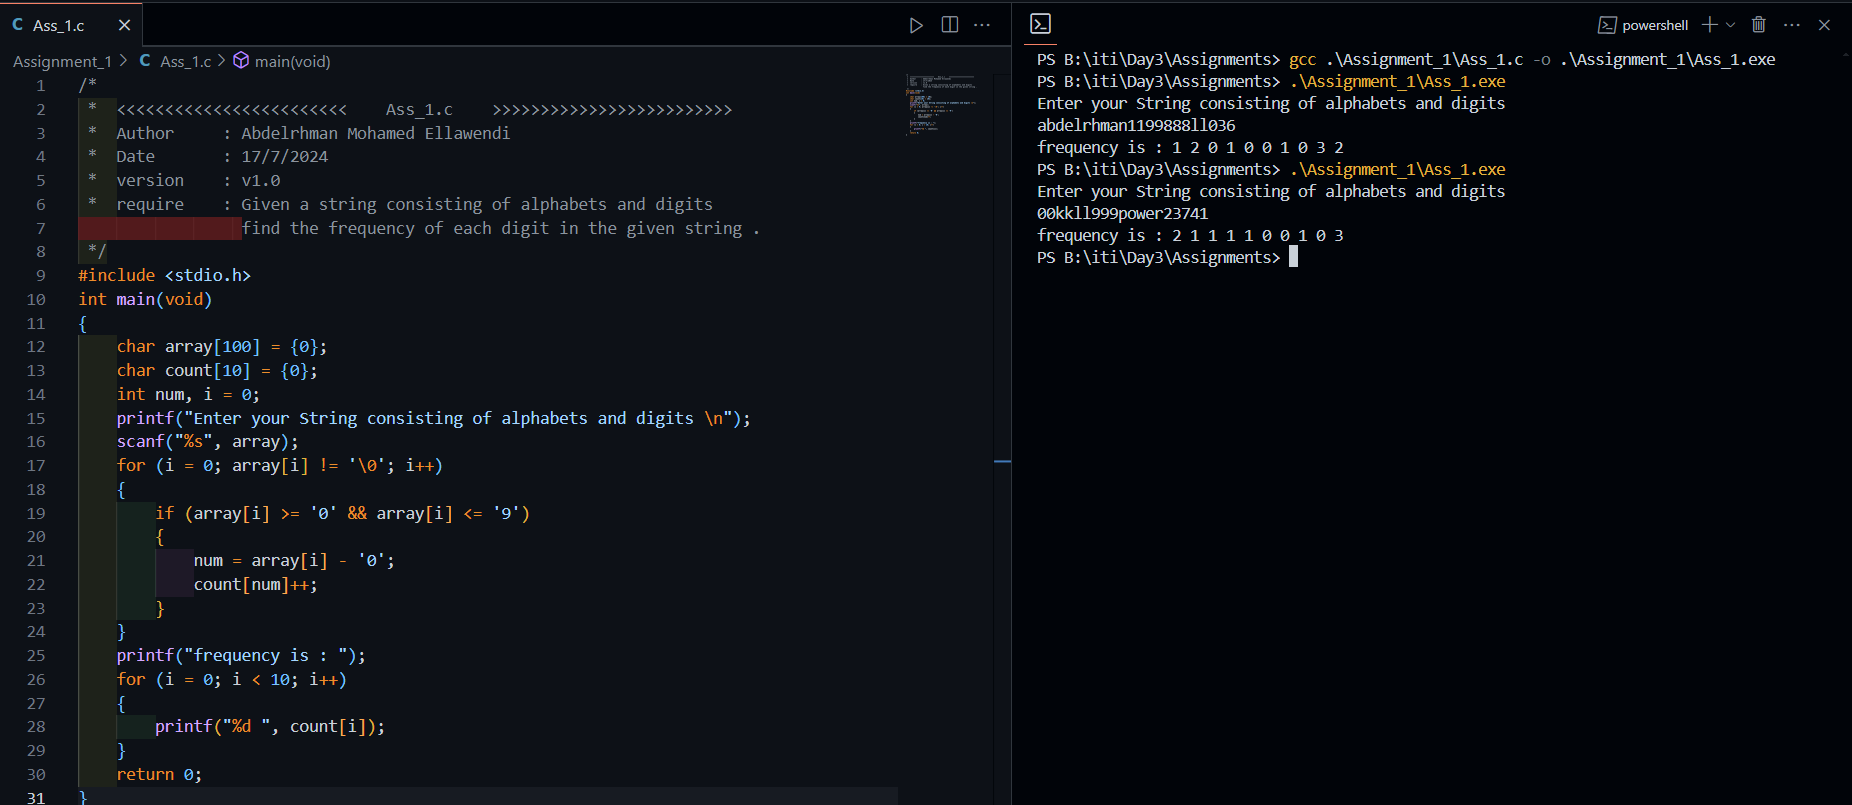 C Ass_1.c ×
Assignment_1 > C Ass_1.c > main(void)
1 /*
2  *  <<<<<<<<<<<<<<<<<<<<<<<<    Ass_1.c    >>>>>>>>>>>>>>>>>>>>>>>>>
3  *  Author     : Abdelrhman Mohamed Ellawendi
4  *  Date       : 17/7/2024
5  *  version    : v1.0
6  *  require    : Given a string consisting of alphabets and digits
7                 find the frequency of each digit in the given string .
8  */
9 #include <stdio.h>
10 int main(void)
11 {
12     char array[100] = {0};
13     char count[10] = {0};
14     int num, i = 0;
15     printf("Enter your String consisting of alphabets and digits \n");
16     scanf("%s", array);
17     for (i = 0; array[i] != '\0'; i++)
18     {
19         if (array[i] >= '0' && array[i] <= '9')
20         {
21             num = array[i] - '0';
22             count[num]++;
23         }
24     }
25     printf("frequency is : ");
26     for (i = 0; i < 10; i++)
27     {
28         printf("%d ", count[i]);
29     }
30     return 0;
31 }
powershell
PS B:\iti\Day3\Assignments> gcc .\Assignment_1\Ass_1.c -o .\Assignment_1\Ass_1.exe
PS B:\iti\Day3\Assignments> .\Assignment_1\Ass_1.exe
Enter your String consisting of alphabets and digits
abdelrhman1199888ll036
frequency is : 1 2 0 1 0 0 1 0 3 2
PS B:\iti\Day3\Assignments> .\Assignment_1\Ass_1.exe
Enter your String consisting of alphabets and digits
00kkll999power23741
frequency is : 2 1 1 1 1 0 0 1 0 3
PS B:\iti\Day3\Assignments>